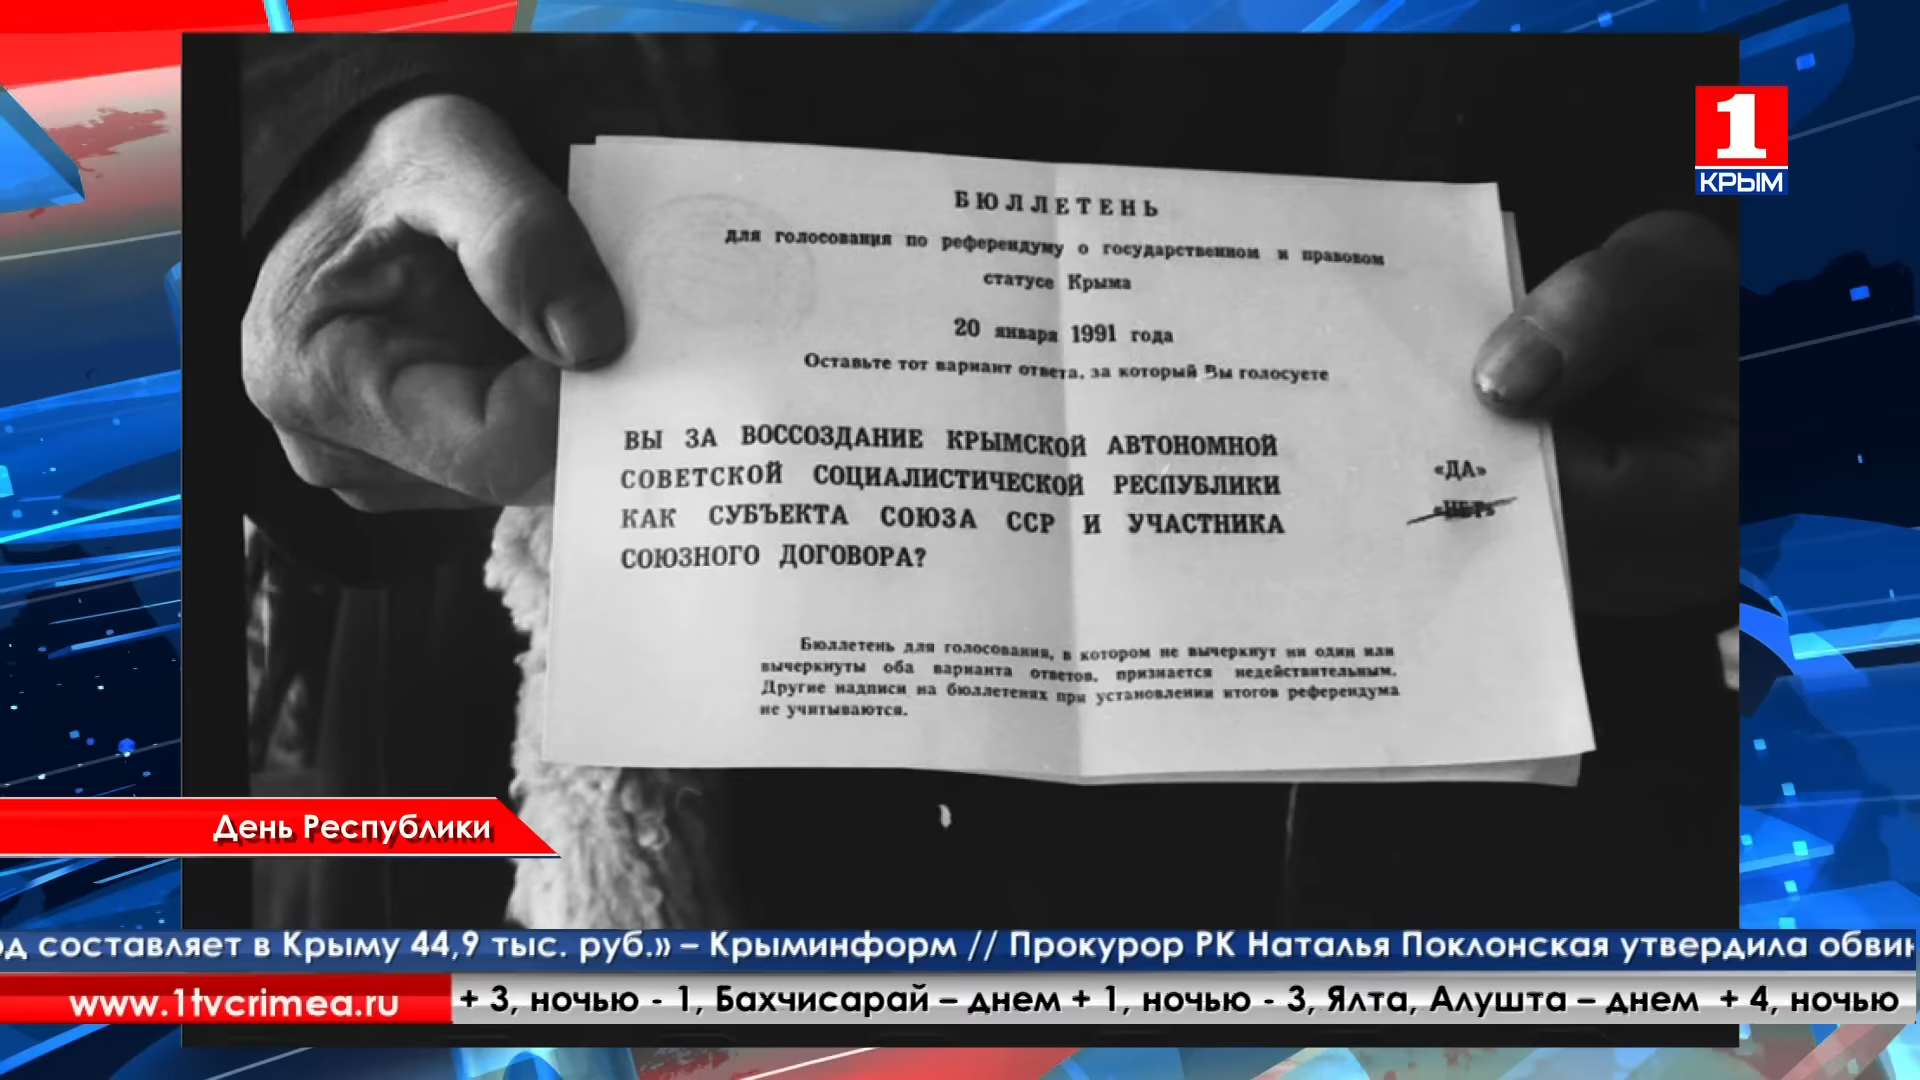 1
КРЫМ
БЮЛЛЕТЕНЬ
для голосования по референдуму о государственном и правовом
статусе Крыма
20 января 1991 года
Оставьте тот вариант ответа, за который Вы голосуете
ВЫ ЗА ВОССОЗДАНИЕ КРЫМСКОЙ АВТОНОМНОЙ
СОВЕТСКОЙ СОЦИАЛИСТИЧЕСКОЙ РЕСПУБЛИКИ
КАК СУБЪЕКТА СОЮЗА ССР И УЧАСТНИКА
СОЮЗНОГО ДОГОВОРА?
«ДА»
«НЕТ»
Бюллетень для голосования, в котором не вычеркнут ни один или
вычеркнуты оба варианта ответов, признается недействительным.
Другие надписи на бюллетенях при установлении итогов референдума
не учитываются.
День Республики
од составляет в Крыму 44,9 тыс. руб.» – Крыминформ // Прокурор РК Наталья Поклонская утвердила обвин
www.1tvcrimea.ru
+ 3, ночью - 1, Бахчисарай – днем + 1, ночью - 3, Ялта, Алушта – днем + 4, ночью